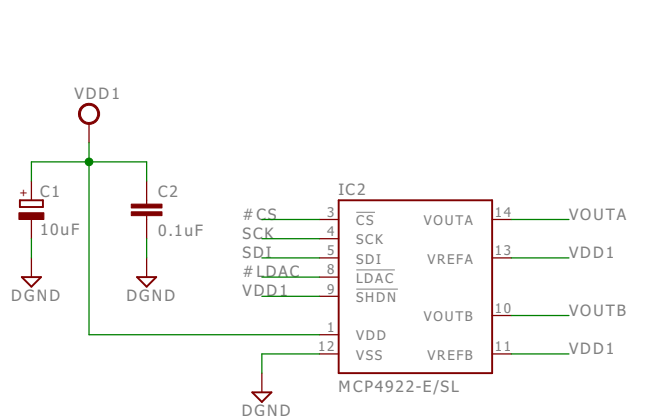 VDD1
+
C1
10uF
C2
0.1uF
DGND
DGND
IC2
#CS
3
CS
SCK
4
SCK
SDI
5
SDI
#LDAC
8
LDAC
VDD1
9
SHDN
1
VDD
12
VSS
VOUTA
14
VOUTA
VREFA
13
VDD1
VOUTB
10
VOUTB
VREFB
11
VDD1
MCP4922-E/SL
DGND